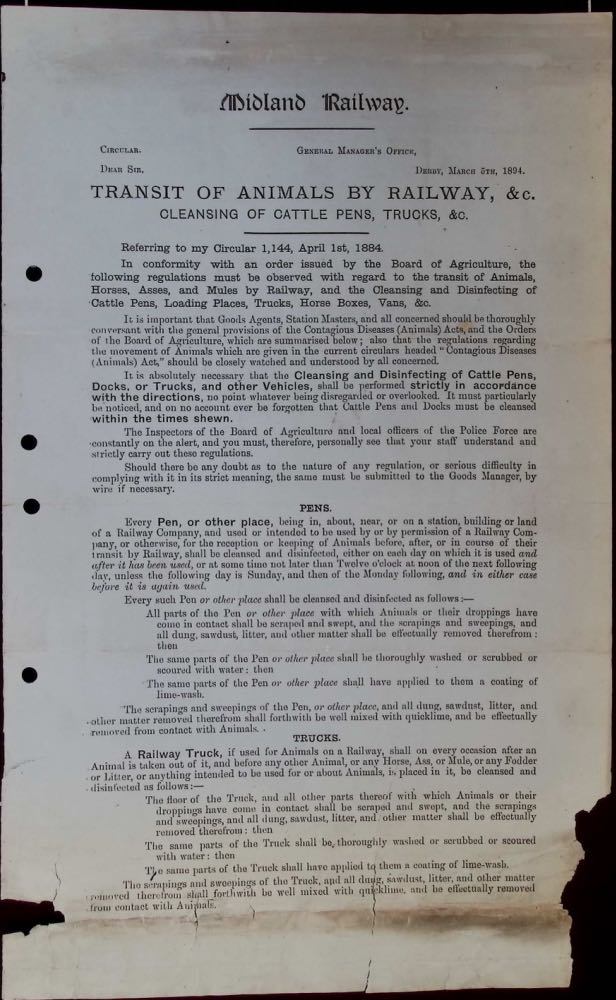 Midland Railway.
CIRCULAR.
GENERAL MANAGER'S OFFICE,
DEAR SIR,
DERBY, MARCH 5TH, 1894.
TRANSIT OF ANIMALS BY RAILWAY, &c.
CLEANSING OF CATTLE PENS, TRUCKS, &c.
Referring to my Circular 1,144, April 1st, 1884.
In conformity with an order issued by the Board of Agriculture, the
following regulations must be observed with regard to the transit of Animals,
Horses, Asses, and Mules by Railway, and the Cleansing and Disinfecting of
Cattle Pens, Loading Places, Trucks, Horse Boxes, Vans, &c.
It is important that Goods Agents, Station Masters, and all concerned should be thoroughly
conversant with the general provisions of the Contagious Diseases (Animals) Acts, and the Orders
of the Board of Agriculture, which are summarised below; also that the regulations regarding
the movement of Animals which are given in the current circulars headed "Contagious Diseases
(Animals) Act," should be closely watched and understood by all concerned.
It is absolutely necessary that the Cleansing and Disinfecting of Cattle Pens,
Docks, or Trucks, and other Vehicles, shall be performed strictly in accordance
with the directions, no point whatever being disregarded or overlooked. It must particularly
be noticed, and on no account ever be forgotten that Cattle Pens and Docks must be cleansed
within the times shewn.
The Inspectors of the Board of Agriculture and local officers of the Police Force are
constantly on the alert, and you must, therefore, personally see that your staff understand and
strictly carry out these regulations.
Should there be any doubt as to the nature of any regulation, or serious difficulty in
complying with it in its strict meaning, the same must be submitted to the Goods Manager, by
wire if necessary.
PENS.
Every Pen, or other place, being in, about, near, or on a station, building or land
of a Railway Company, and used or intended to be used by or by permission of a Railway Com-
pany, or otherwise, for the reception or keeping of Animals before, after, or in course of their
transit by Railway, shall be cleansed and disinfected, either on each day on which it is used and
after it has been used, or at some time not later than Twelve o'clock at noon of the next following
day, unless the following day is Sunday, and then of the Monday following, and in either case
before it is again used.
Every such Pen or other place shall be cleansed and disinfected as follows:—
All parts of the Pen or other place with which Animals or their droppings have
come in contact shall be scraped and swept, and the scrapings and sweepings, and
all dung, sawdust, litter, and other matter shall be effectually removed therefrom:
then
The same parts of the Pen or other place shall be thoroughly washed or scrubbed or
scoured with water: then
The same parts of the Pen or other place shall have applied to them a coating of
lime-wash.
The scrapings and sweepings of the Pen, or other place, and all dung, sawdust, litter, and
other matter removed therefrom shall forthwith be well mixed with quicklime, and be effectually
removed from contact with Animals.
TRUCKS.
A Railway Truck, if used for Animals on a Railway, shall on every occasion after an
Animal is taken out of it, and before any other Animal, or any Horse, Ass, or Mule, or any Fodder
or Litter, or anything intended to be used for or about Animals, is placed in it, be cleansed and
disinfected as follows:—
The floor of the Truck, and all other parts thereof with which Animals or their
droppings have come in contact shall be scraped and swept, and the scrapings
and sweepings, and all dung, sawdust, litter, and other matter shall be effectually
removed therefrom: then
The same parts of the Truck shall be thoroughly washed or scrubbed or scoured
with water: then
The same parts of the Truck shall have applied to them a coating of lime-wash.
The scrapings and sweepings of the Truck, and all dung, sawdust, litter, and other matter
removed therefrom shall forthwith be well mixed with quicklime, and be effectually removed
from contact with Animals.